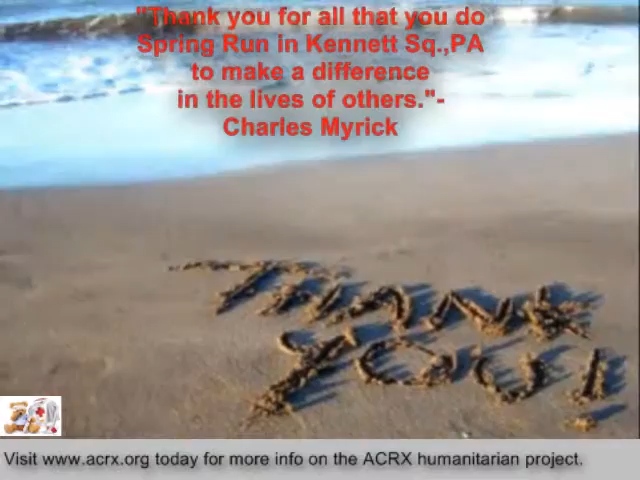 "Thank you for all that you do
Spring Run in Kennett Sq.,PA
to make a difference
in the lives of others."-
Charles Myrick
THANK
YOU!
Visit www.acrx.org today for more info on the ACRX humanitarian project.